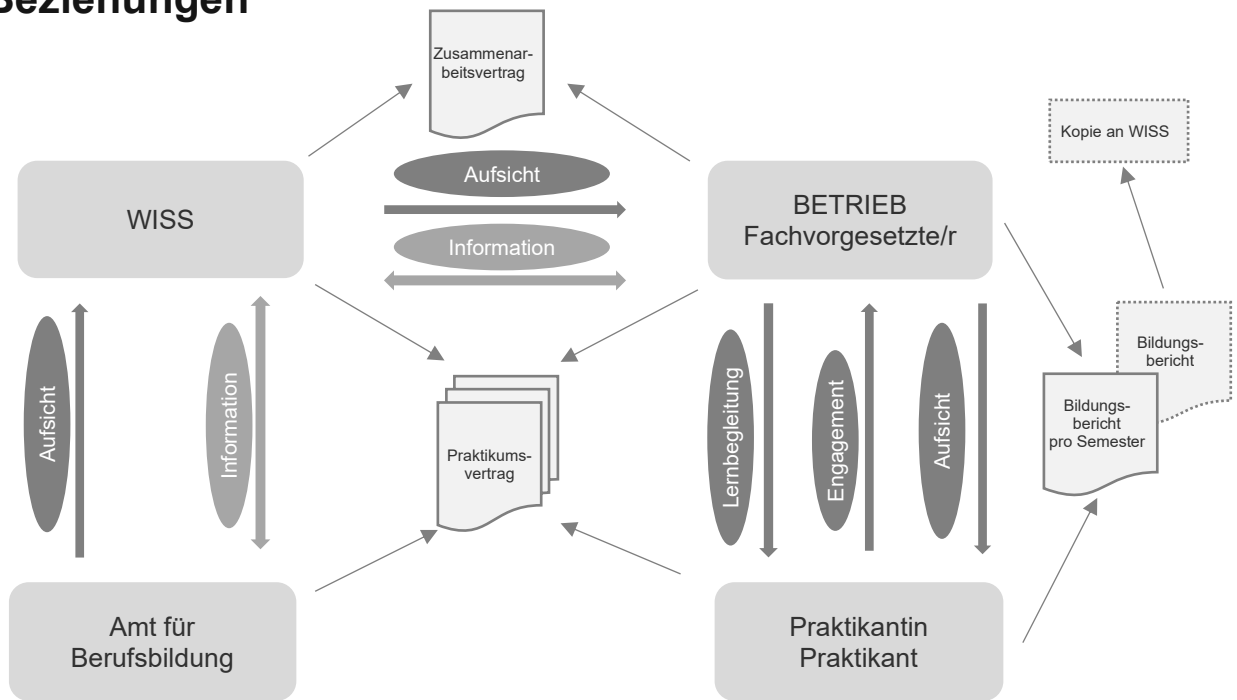 Beziehungen
Zusammenar-
beitsvertrag
Kopie an WISS
WISS
Aufsicht
Information
BETRIEB
Fachvorgesetzte/r
Aufsicht
Information
Praktikums-
vertrag
Lernbegleitung
Engagement
Aufsicht
Bildungs-
bericht
Bildungs-
bericht
pro Semester
Amt für
Berufsbildung
Praktikantin
Praktikant